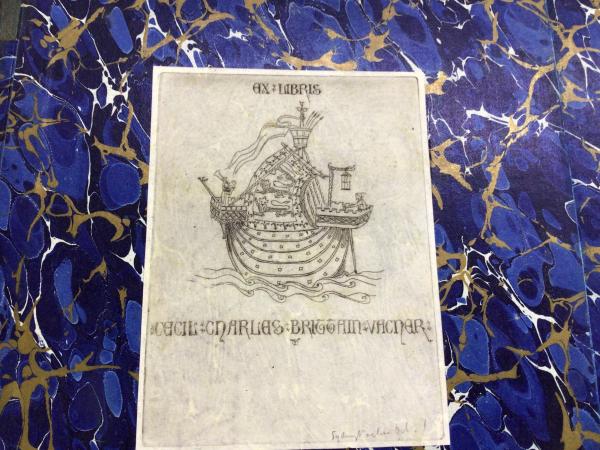 EX LIBRIS
CECIL CHARLES BRITTAIN VACHER